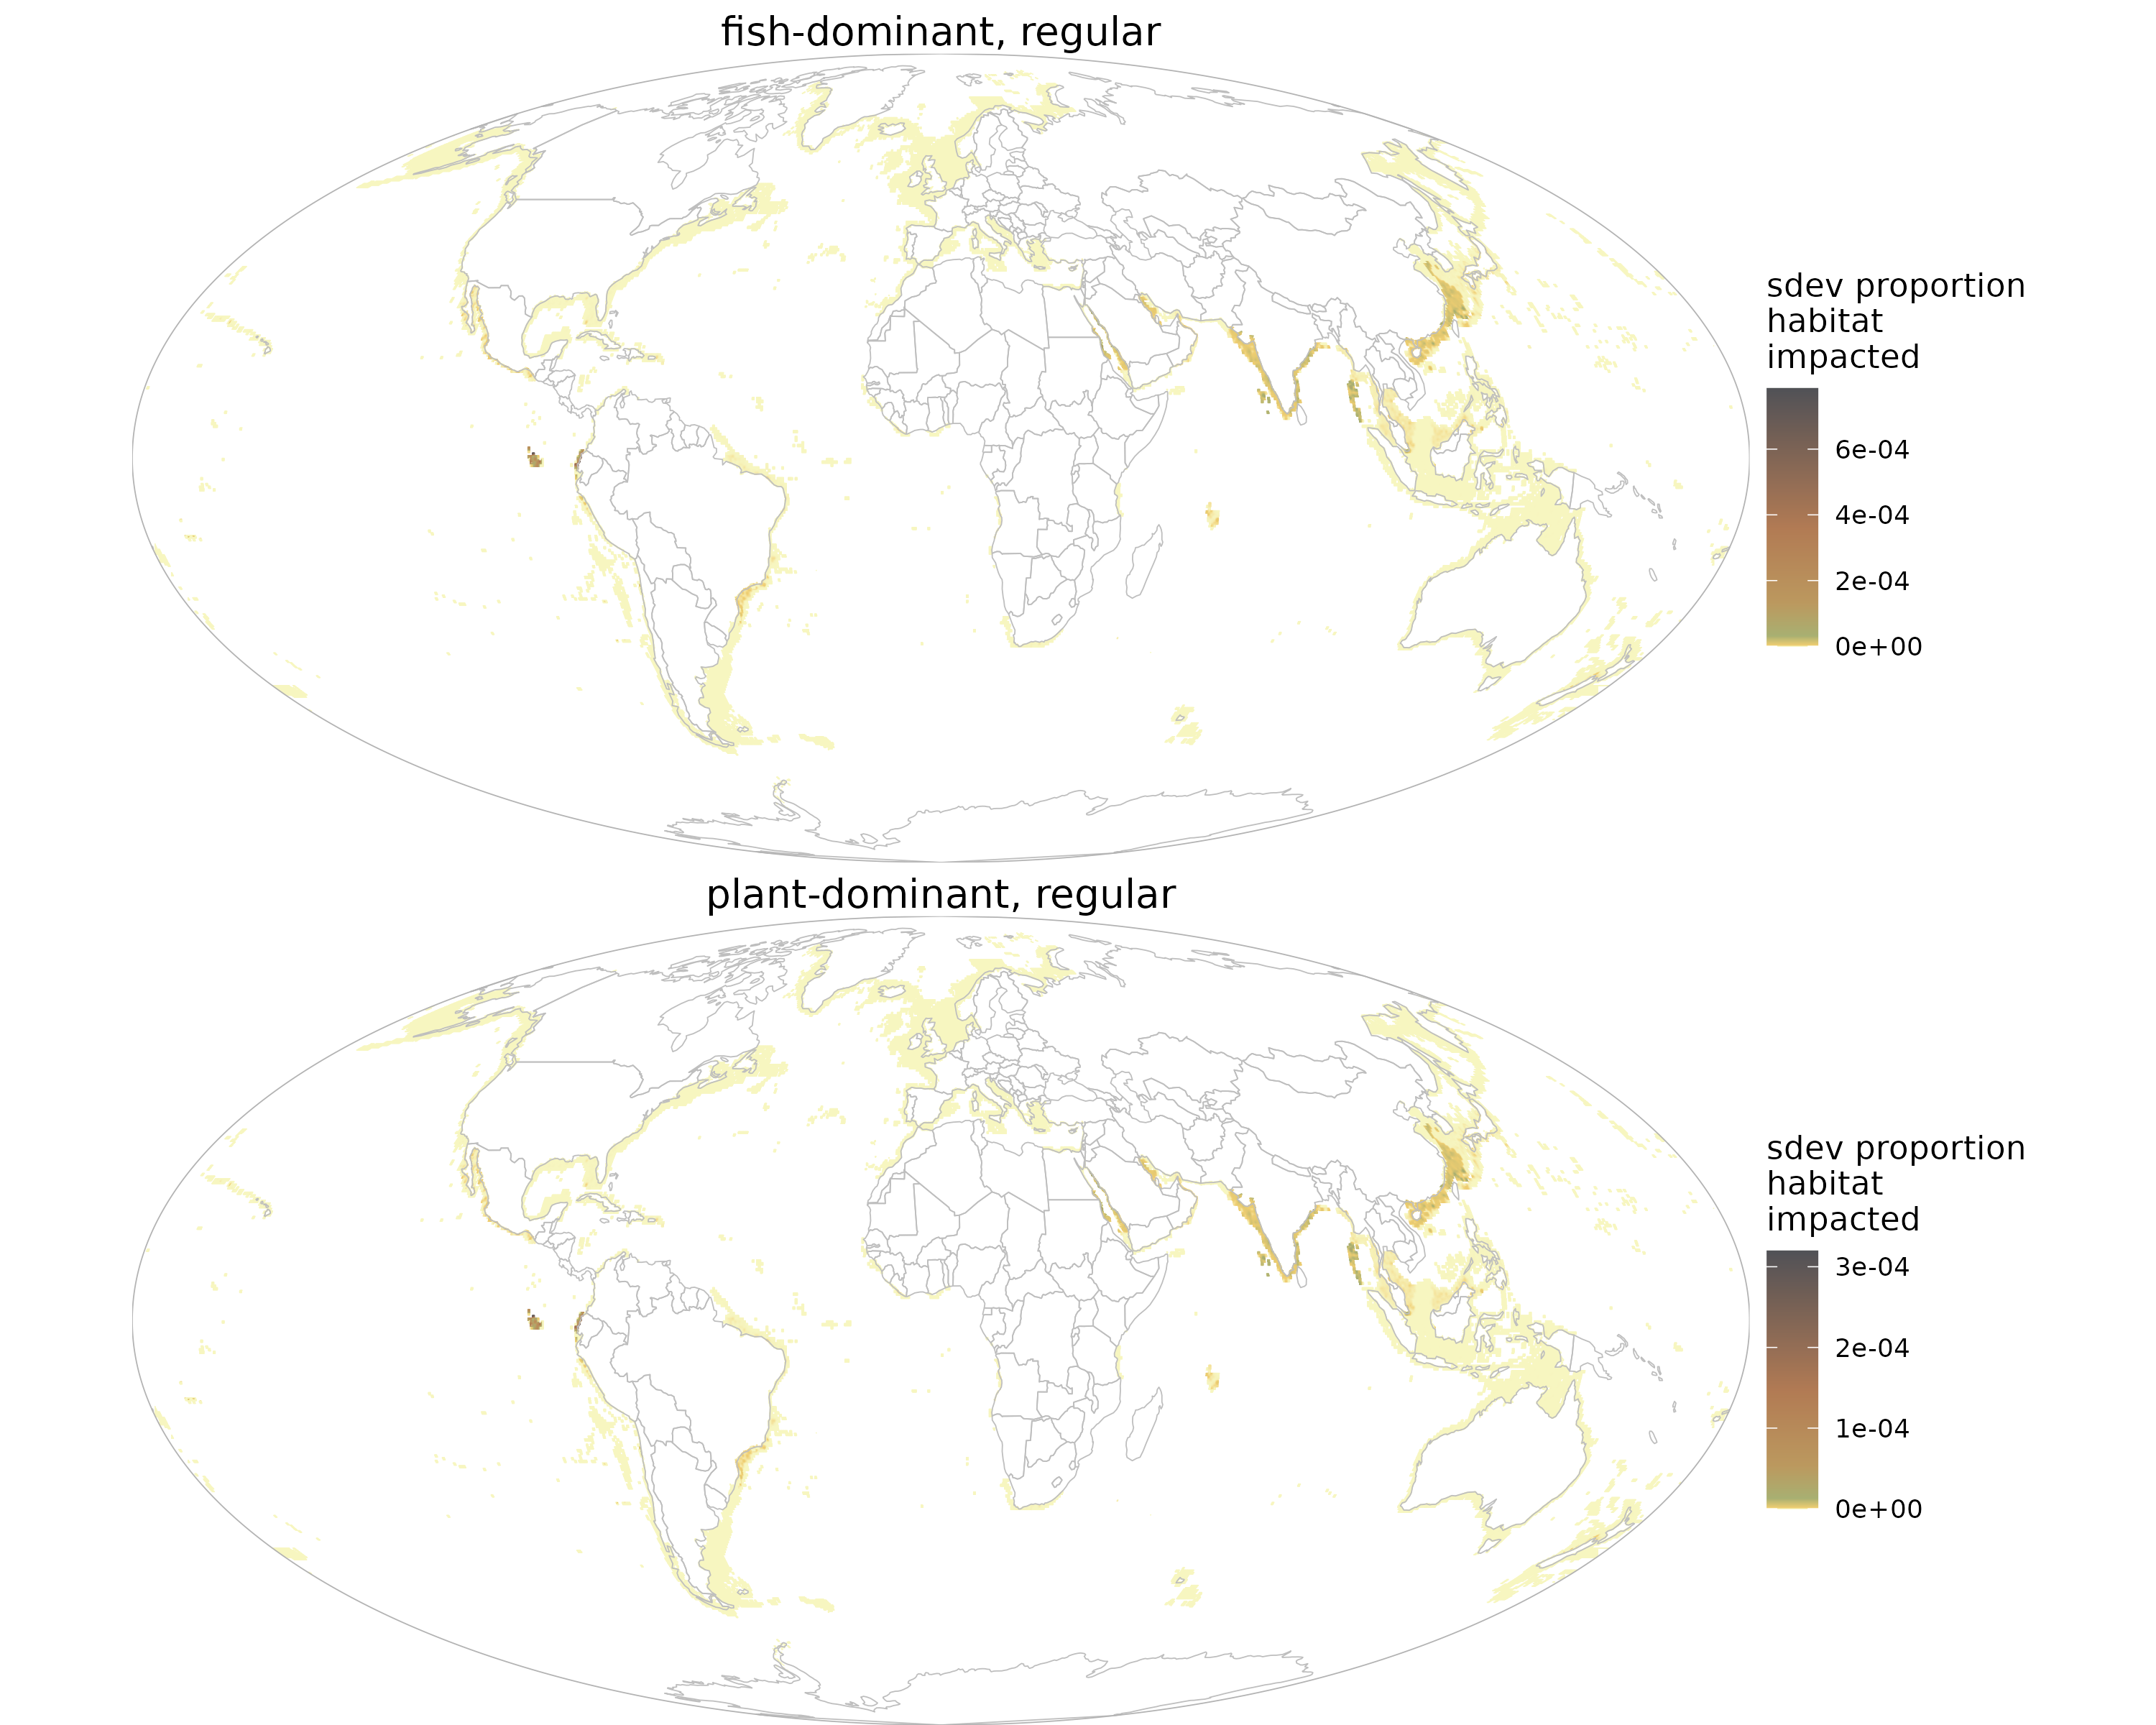 fish-dominant, regular
sdev proportion
habitat
impacted
6e-04
4e-04
2e-04
0e+00
plant-dominant, regular
sdev proportion
habitat
impacted
3e-04
2e-04
1e-04
0e+00